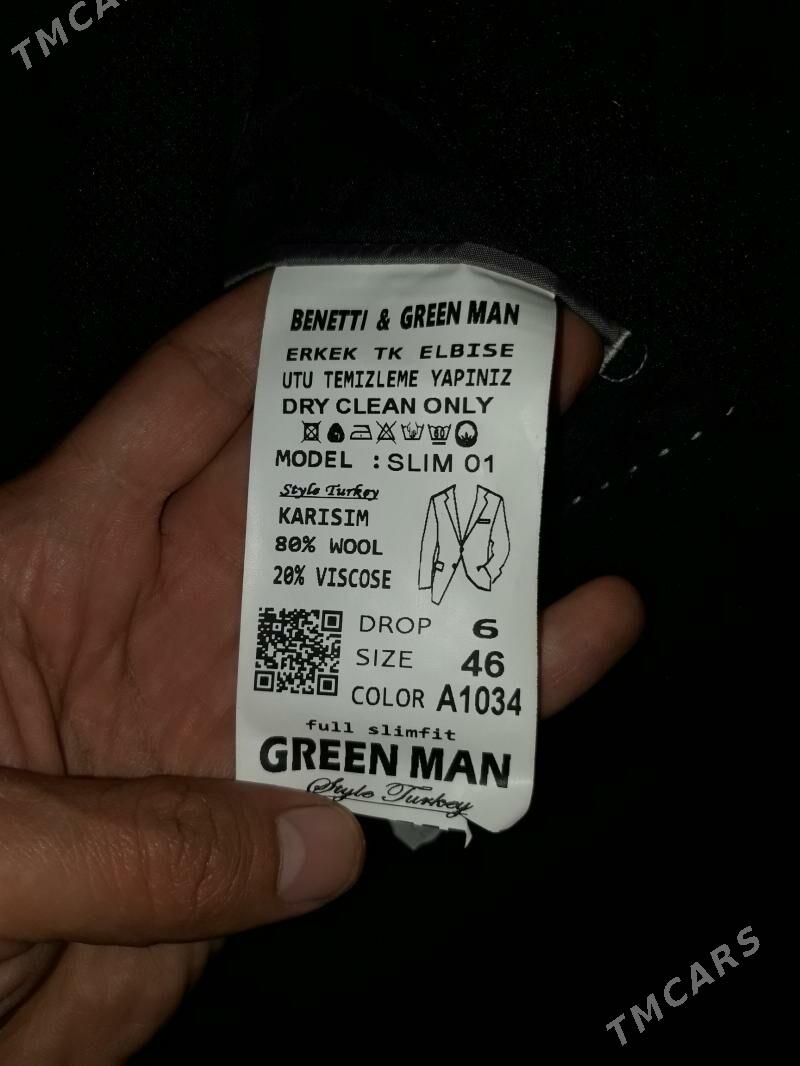 TMCARS
BENETTI & GREEN MAN
ERKEK TK ELBISE
UTU TEMIZLEME YAPINIZ
DRY CLEAN ONLY
MODEL : SLIM 01
Style Turkey
KARISIM
80% WOOL
20% VISCOSE
DROP 6
SIZE 46
COLOR A1034
full slimfit
GREEN MAN
Style Turkey
TMCARS